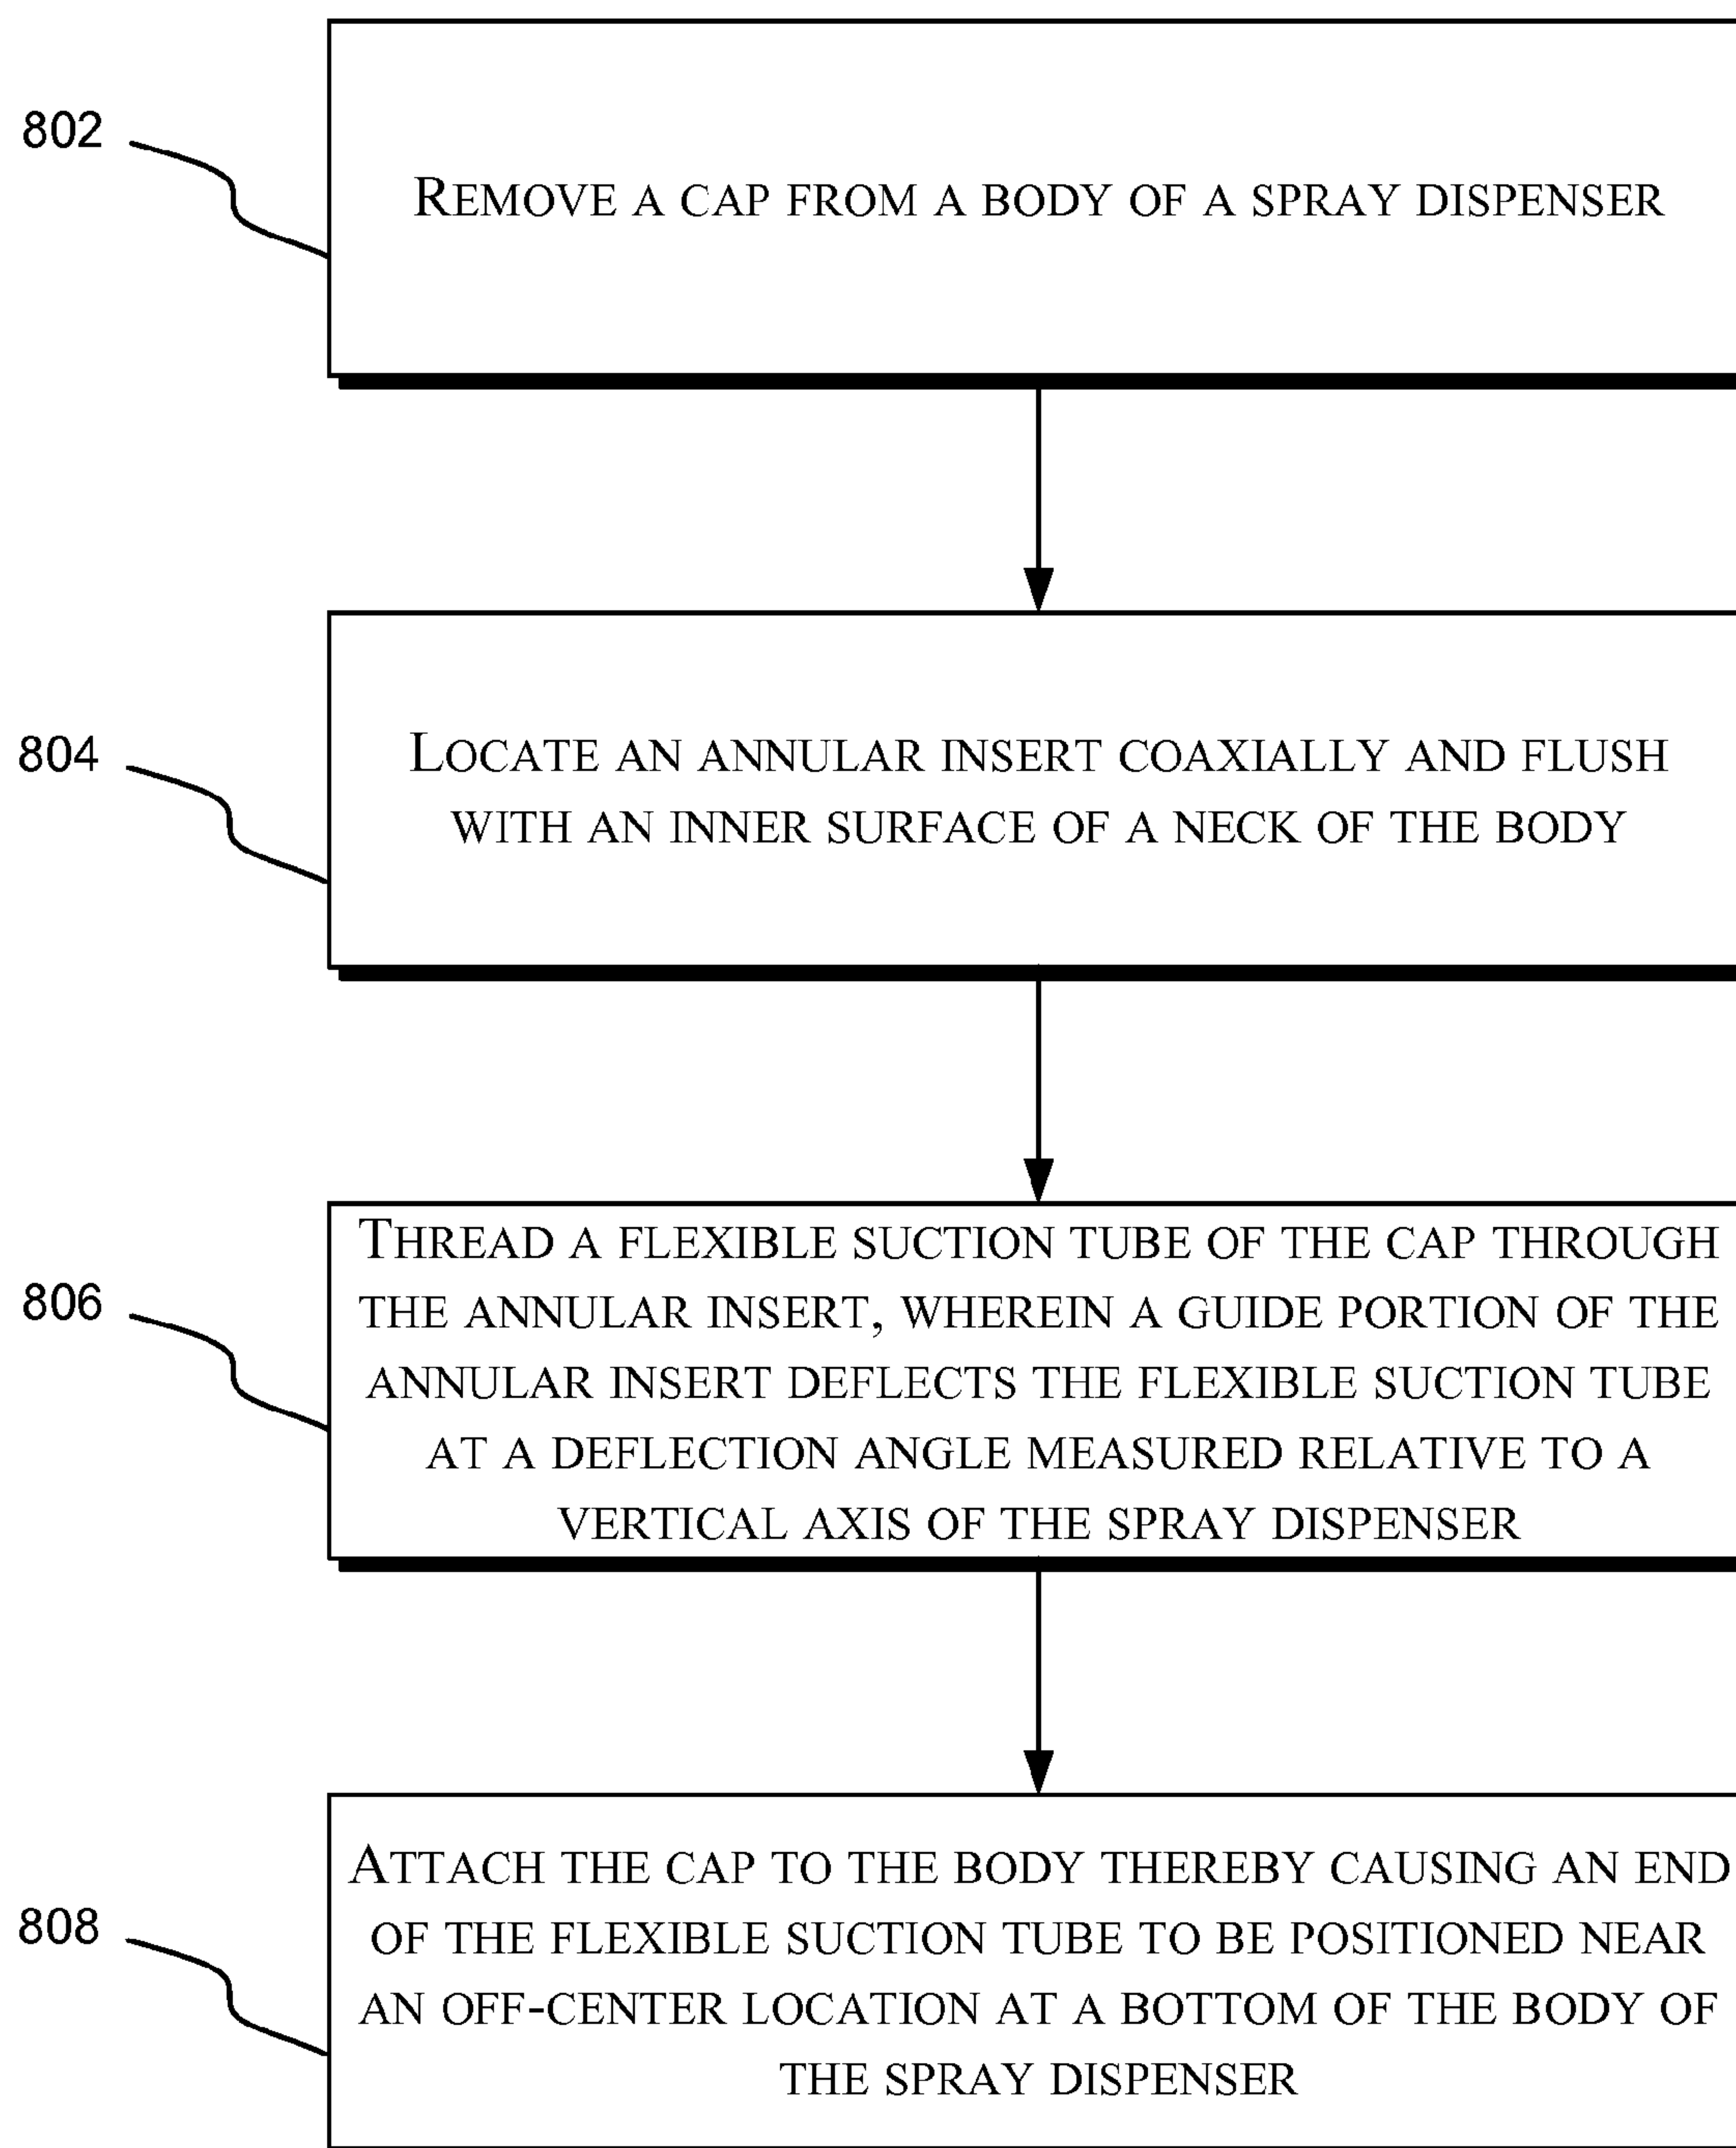 802
REMOVE A CAP FROM A BODY OF A SPRAY DISPENSER
804
LOCATE AN ANNULAR INSERT COAXIALLY AND FLUSH
WITH AN INNER SURFACE OF A NECK OF THE BODY
806
THREAD A FLEXIBLE SUCTION TUBE OF THE CAP THROUGH
THE ANNULAR INSERT, WHEREIN A GUIDE PORTION OF THE
ANNULAR INSERT DEFLECTS THE FLEXIBLE SUCTION TUBE
AT A DEFLECTION ANGLE MEASURED RELATIVE TO A
VERTICAL AXIS OF THE SPRAY DISPENSER
808
ATTACH THE CAP TO THE BODY THEREBY CAUSING AN END
OF THE FLEXIBLE SUCTION TUBE TO BE POSITIONED NEAR
AN OFF-CENTER LOCATION AT A BOTTOM OF THE BODY OF
THE SPRAY DISPENSER